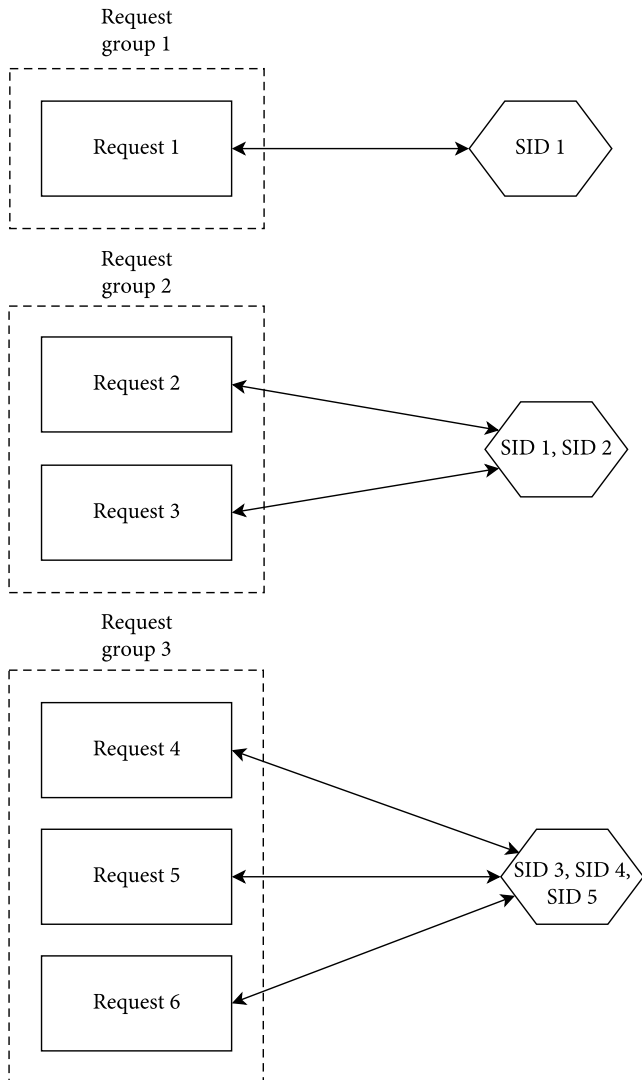 Request
group 1
Request 1
SID 1
Request
group 2
Request 2
SID 1, SID 2
Request 3
Request
group 3
Request 4
Request 5
SID 3, SID 4,
SID 5
Request 6